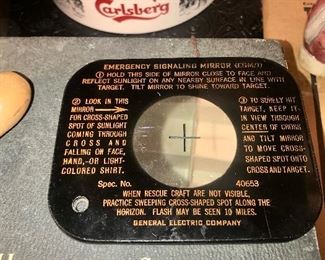 Carlsberg
EMERGENCY SIGNALING MIRROR (ESM/1)
① HOLD THIS SIDE OF MIRROR CLOSE TO FACE AND
REFLECT SUNLIGHT ON ANY NEARBY SURFACE IN LINE WITH
TARGET. TILT MIRROR TO SHINE TOWARD TARGET.
② LOOK IN THIS
MIRROR
FOR CROSS-SHAPED
SPOT OF SUNLIGHT
COMING THROUGH
CROSS AND
FALLING ON FACE,
HAND, OR LIGHT-
COLORED SHIRT.
③ TO SURELY HIT
TARGET, KEEP IT
IN VIEW THROUGH
CENTER OF CROSS
AND TILT MIRROR
TO MOVE CROSS-
SHAPED SPOT ONTO
CROSS AND TARGET.
Spec. No. 40653
WHEN RESCUE CRAFT ARE NOT VISIBLE,
PRACTICE SWEEPING CROSS-SHAPED SPOT ALONG THE
HORIZON. FLASH MAY BE SEEN 10 MILES.
GENERAL ELECTRIC COMPANY